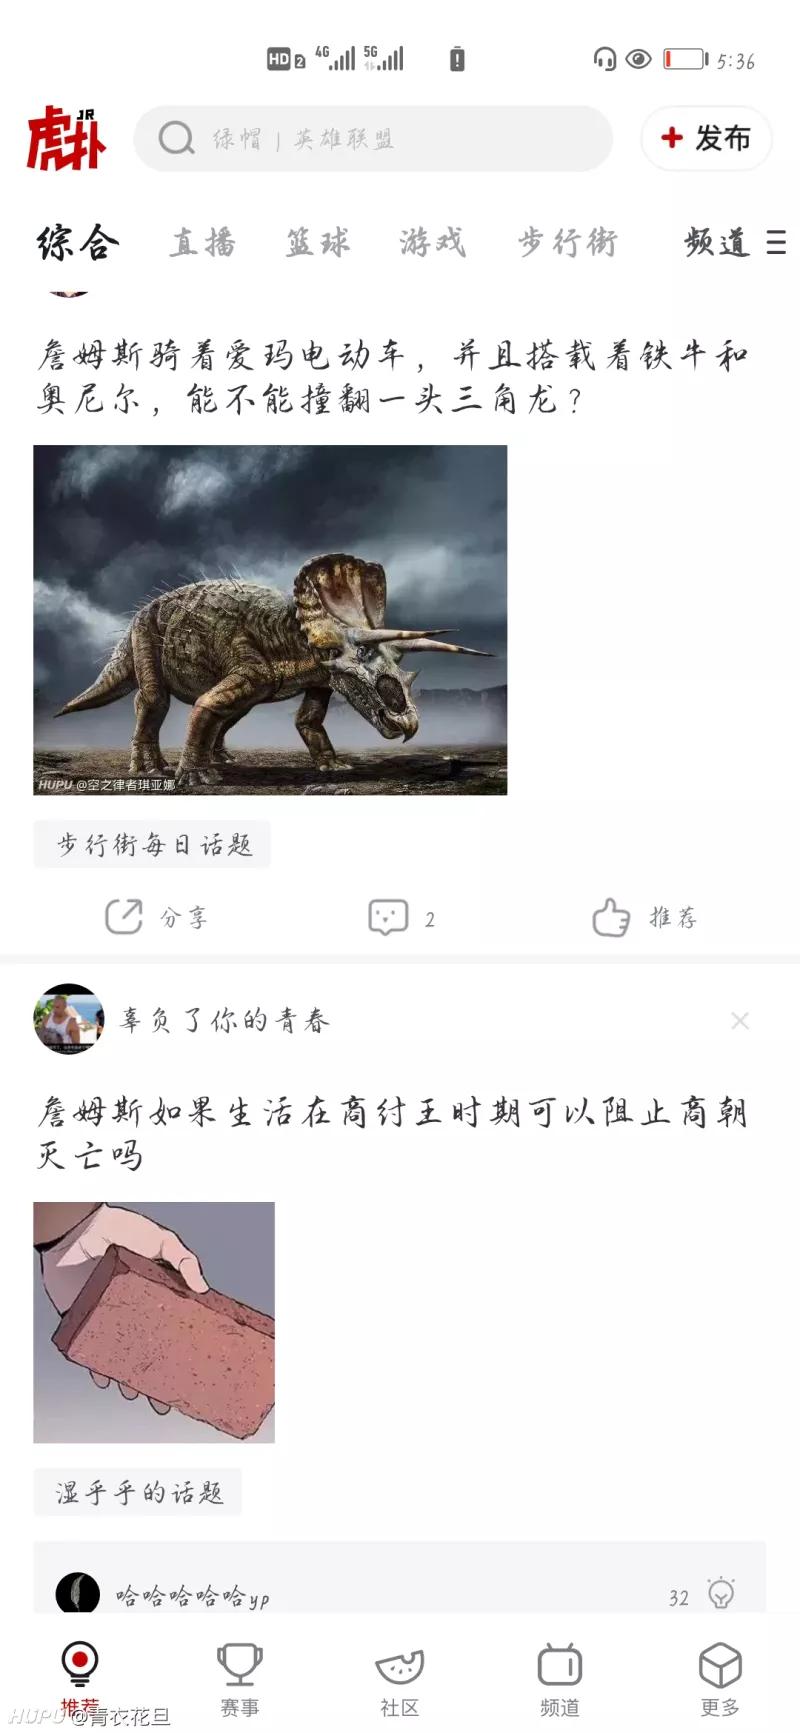 HD 2 4G 5G 5:36
虎扑 JR
绿帽 | 英雄联盟
+ 发布
综合 直播 篮球 游戏 步行街 频道
詹姆斯骑着爱玛电动车，并且搭载着铁牛和
奥尼尔，能不能撞翻一头三角龙？
HUPU @空之律者琪亚娜
步行街每日话题
分享 2 推荐
辜负了你的青春
詹姆斯如果生活在商纣王时期可以阻止商朝
灭亡吗
湿乎乎的话题
哈哈哈哈哈yp 32
推荐 赛事 社区 频道 更多
HUPU @青衣花旦